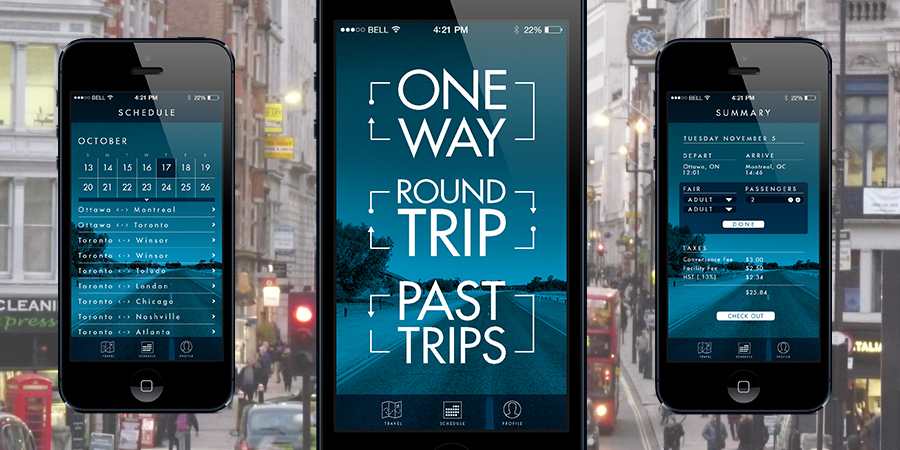 BELL
4:21 PM
22%
SCHEDULE
OCTOBER
S M T W T F S
13 14 15 16 17 18 19
20 21 22 23 24 25 26
Ottawa <-> Montreal >
Ottawa <-> Toronto >
Toronto <-> Winsor >
Toronto <-> Winsor >
Toronto <-> Toledo >
Toronto <-> London >
Toronto <-> Chicago >
Toronto <-> Nashville >
Toronto <-> Atlanta >
TRAVEL SCHEDULE PROFILE
BELL
4:21 PM
22%
ONE
WAY
ROUND
TRIP
PAST
TRIPS
TRAVEL SCHEDULE PROFILE
BELL
4:21 PM
22%
SUMMARY
TUESDAY NOVEMBER 5
DEPART ARRIVE
Ottawa, ON Montreal, QC
12:01 14:46
FAIR PASSENGERS
ADULT 2
ADULT
DONE
TAXES
Convenience Fee $3.00
Facility Fee $2.50
HST ( 13%) $2.34
$25.84
CHECK OUT
TRAVEL SCHEDULE PROFILE
CLEANI
press
TALIA